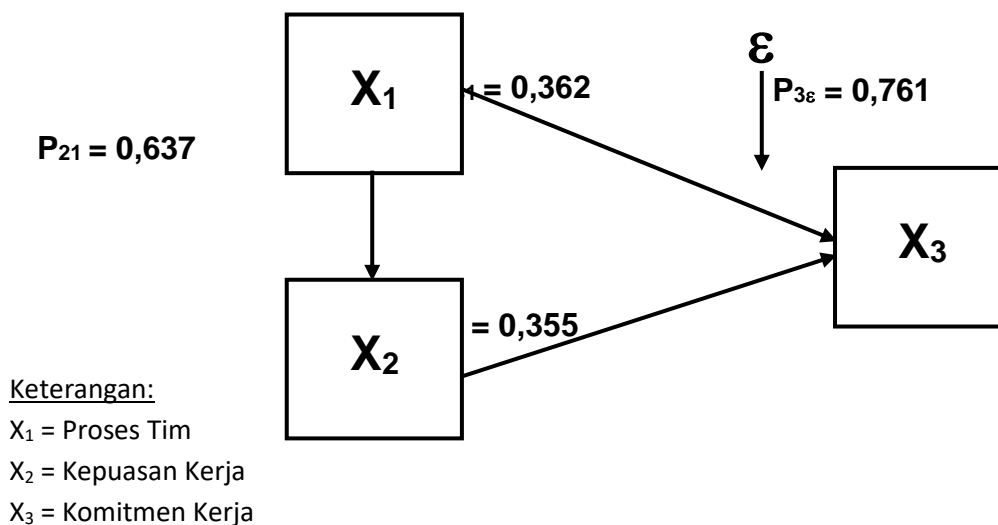 X₁
= 0,362
ε
P₃ε = 0,761
P₂₁ = 0,637
X₃
X₂
= 0,355
Keterangan:
X₁ = Proses Tim
X₂ = Kepuasan Kerja
X₃ = Komitmen Kerja